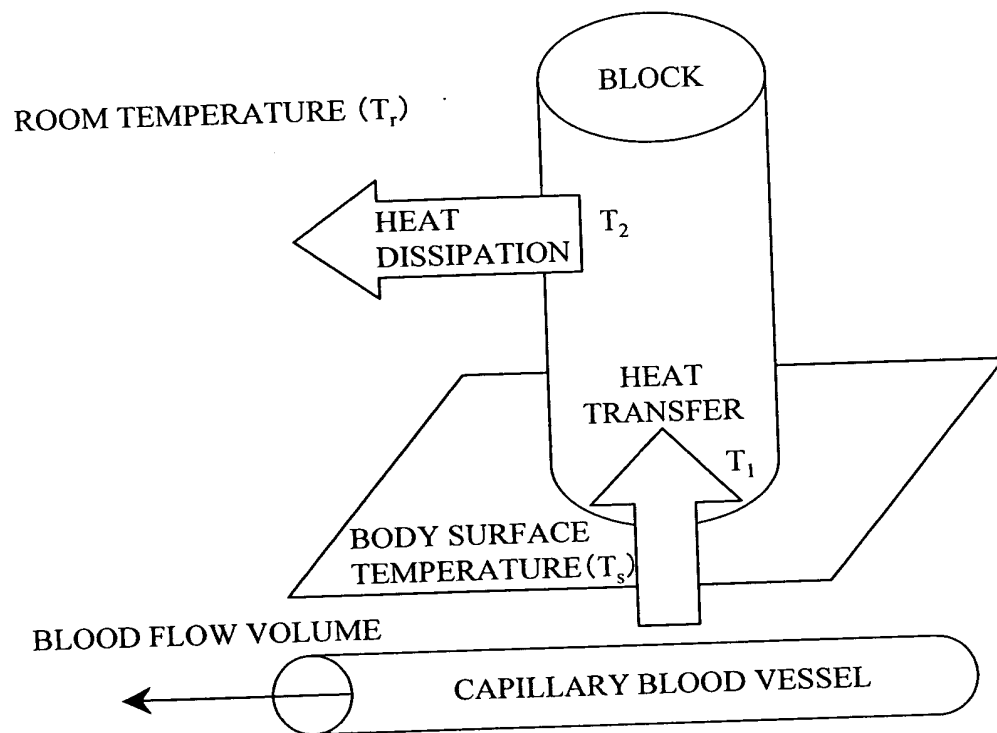 BLOCK
ROOM TEMPERATURE (Tr)
HEAT
DISSIPATION
T2
HEAT
TRANSFER
T1
BODY SURFACE
TEMPERATURE (Ts)
BLOOD FLOW VOLUME
CAPILLARY BLOOD VESSEL